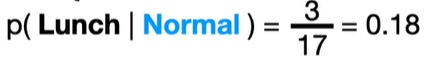 p( Lunch | Normal ) = 3/17 = 0.18